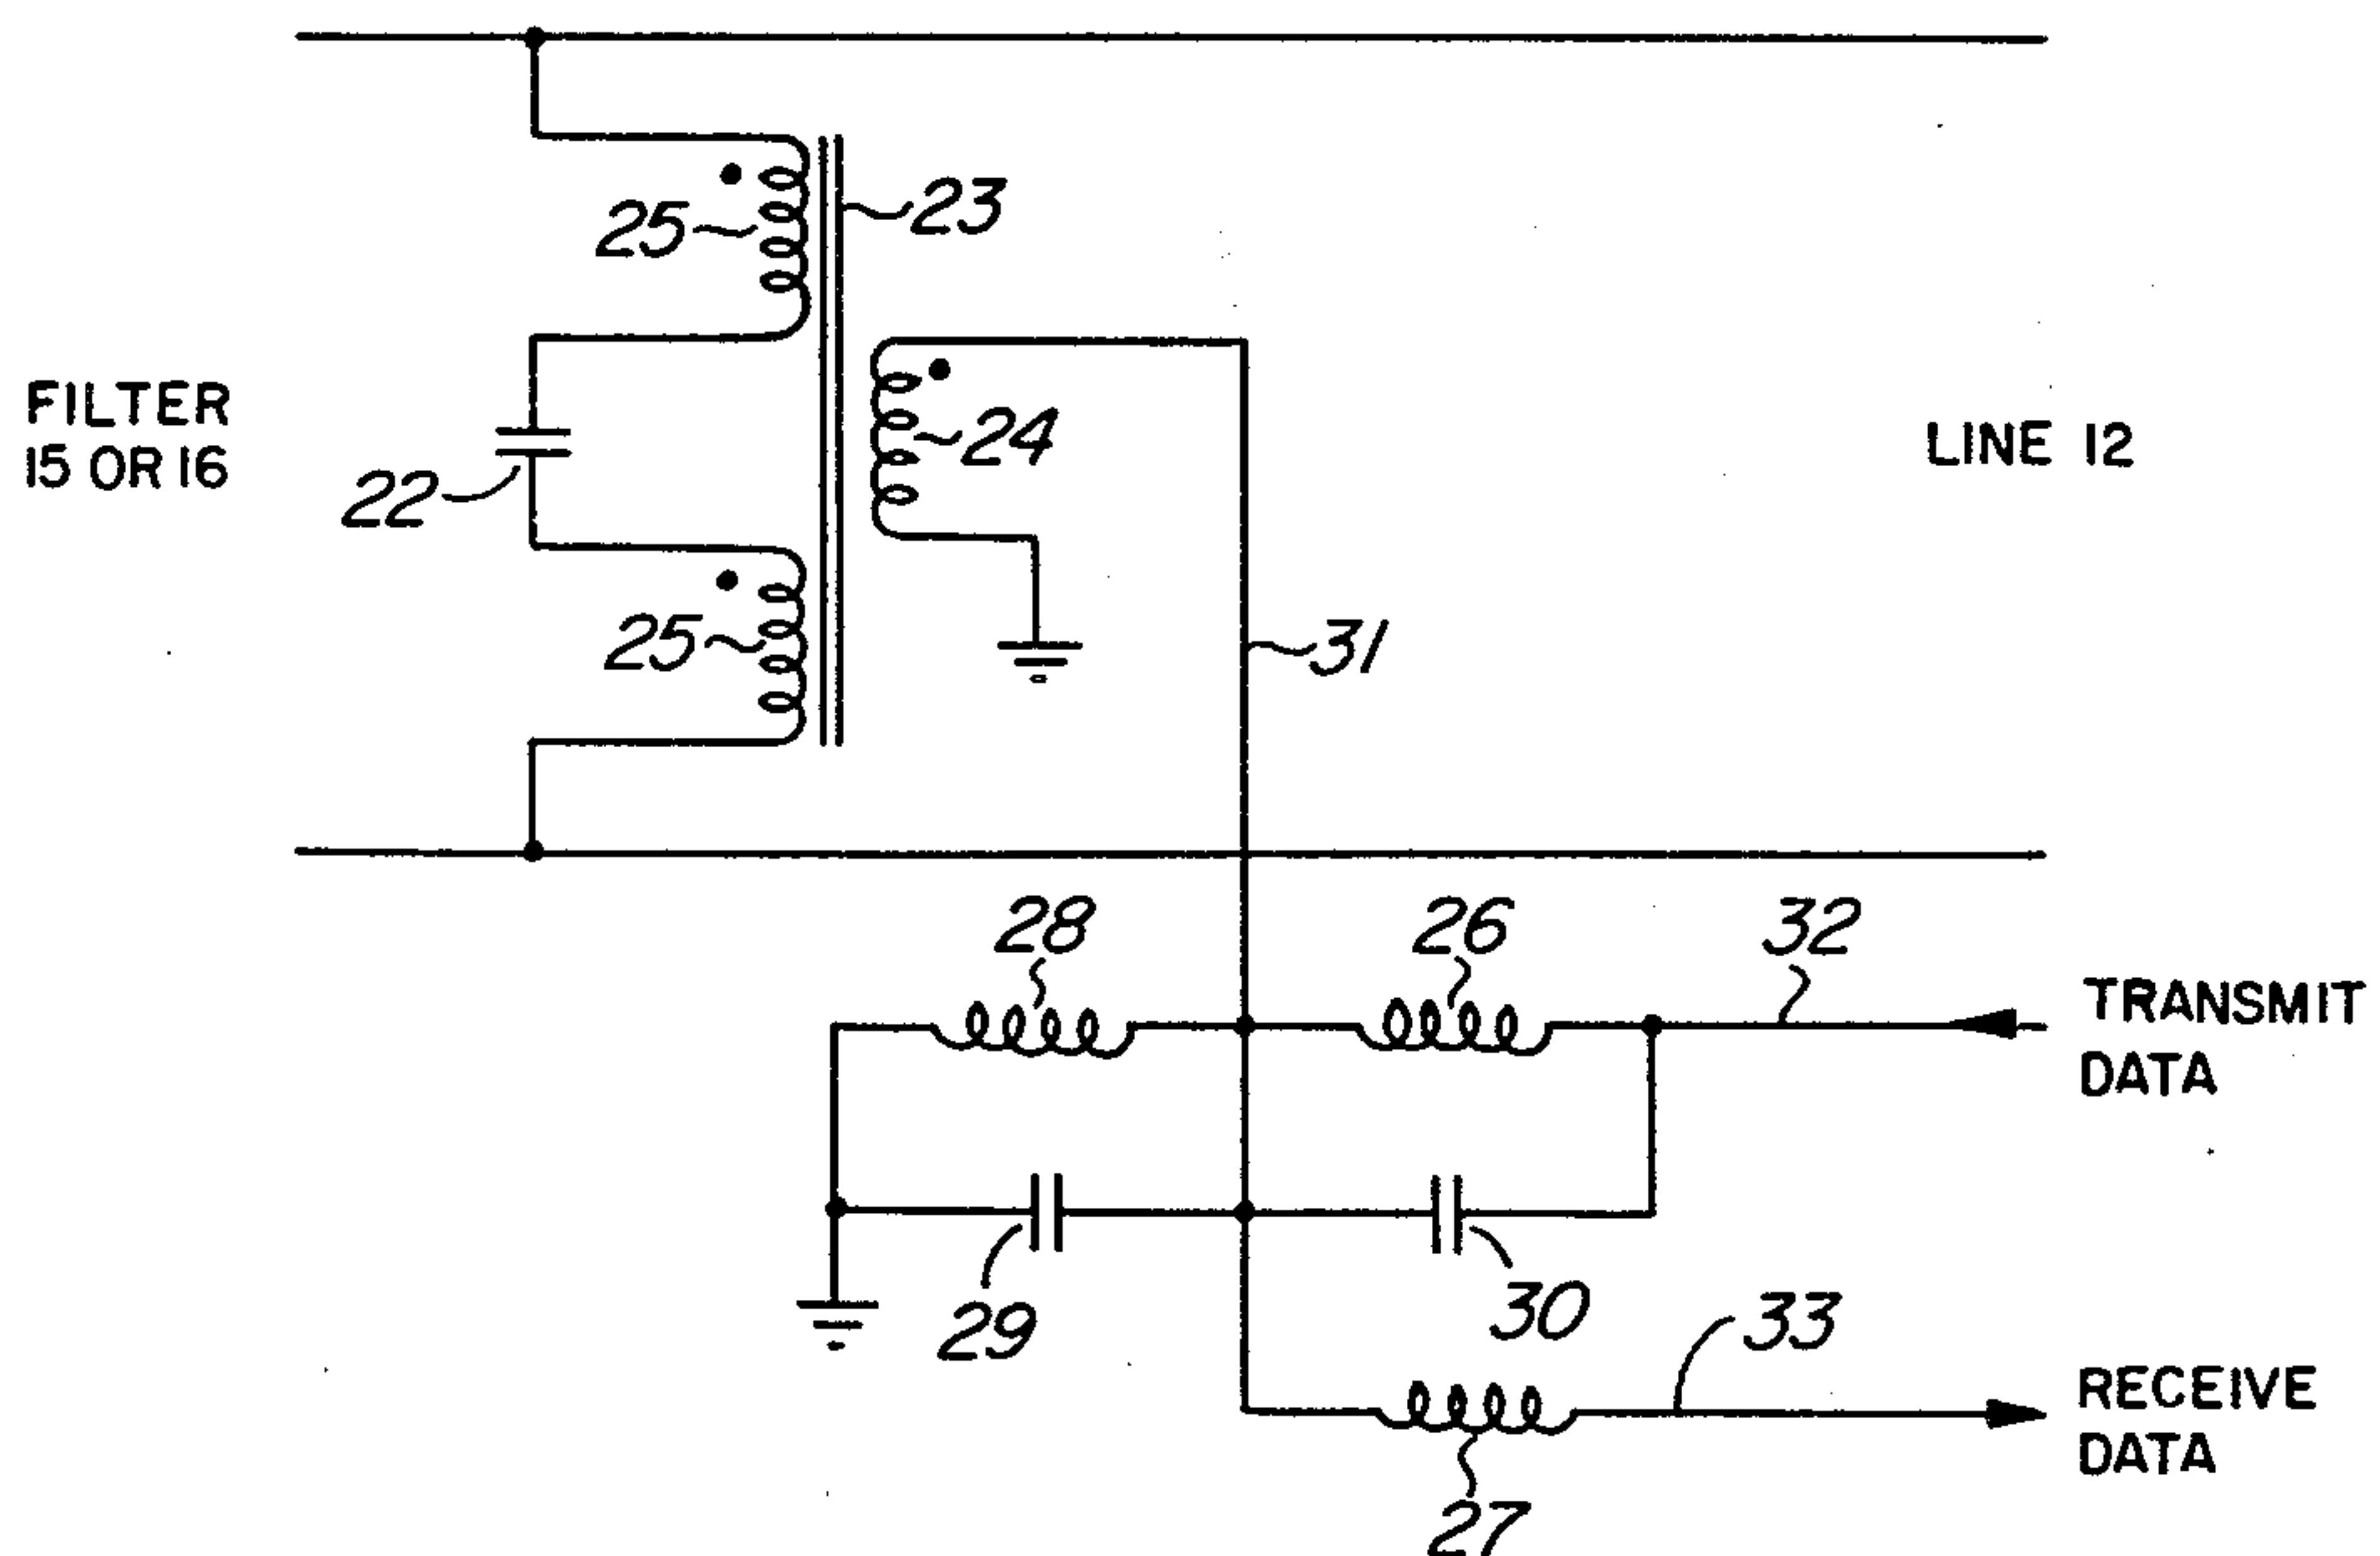 25
23
FILTER
15 OR 16
24
LINE 12
22
25
31
28
26
32
TRANSMIT
DATA
29
30
33
RECEIVE
DATA
27